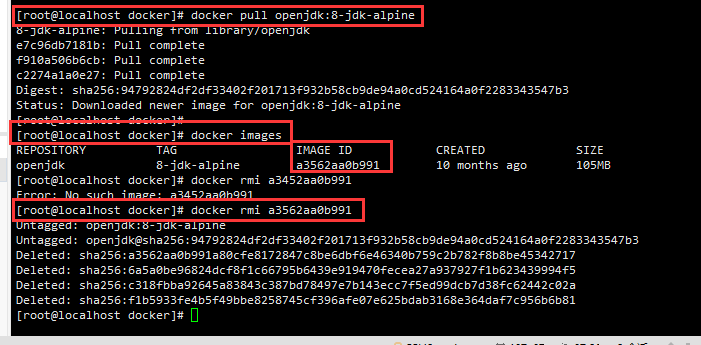 [root@localhost docker]# docker pull openjdk:8-jdk-alpine
8-jdk-alpine: Pulling from library/openjdk
e7c96db7181b: Pull complete
f910a506b6cb: Pull complete
c2274a1a0e27: Pull complete
Digest: sha256:94792824df2df33402f201713f932b58cb9de94a0cd524164a0f2283343547b3
Status: Downloaded newer image for openjdk:8-jdk-alpine
[root@localhost docker]#
[root@localhost docker]# docker images
REPOSITORY TAG IMAGE ID CREATED SIZE
openjdk 8-jdk-alpine a3562aa0b991 10 months ago 105MB
[root@localhost docker]# docker rmi a3452aa0b991
Error: No such image: a3452aa0b991
[root@localhost docker]# docker rmi a3562aa0b991
Untagged: openjdk:8-jdk-alpine
Untagged: openjdk@sha256:94792824df2df33402f201713f932b58cb9de94a0cd524164a0f2283343547b3
Deleted: sha256:a3562aa0b991a80cfe8172847c8be6dbf6e46340b759c2b782f8b8be45342717
Deleted: sha256:6a5a0be96824dcf8f1c66795b6439e919470fecea27a937927f1b623439994f5
Deleted: sha256:c318fbba92645a83843c387bd78497e7b143ecc7f5ed99dcb7d38fc62442c02a
Deleted: sha256:f1b5933fe4b5f49bbe8258745cf396afe07e625bdab3168e364daf7c956b6b81
[root@localhost docker]#